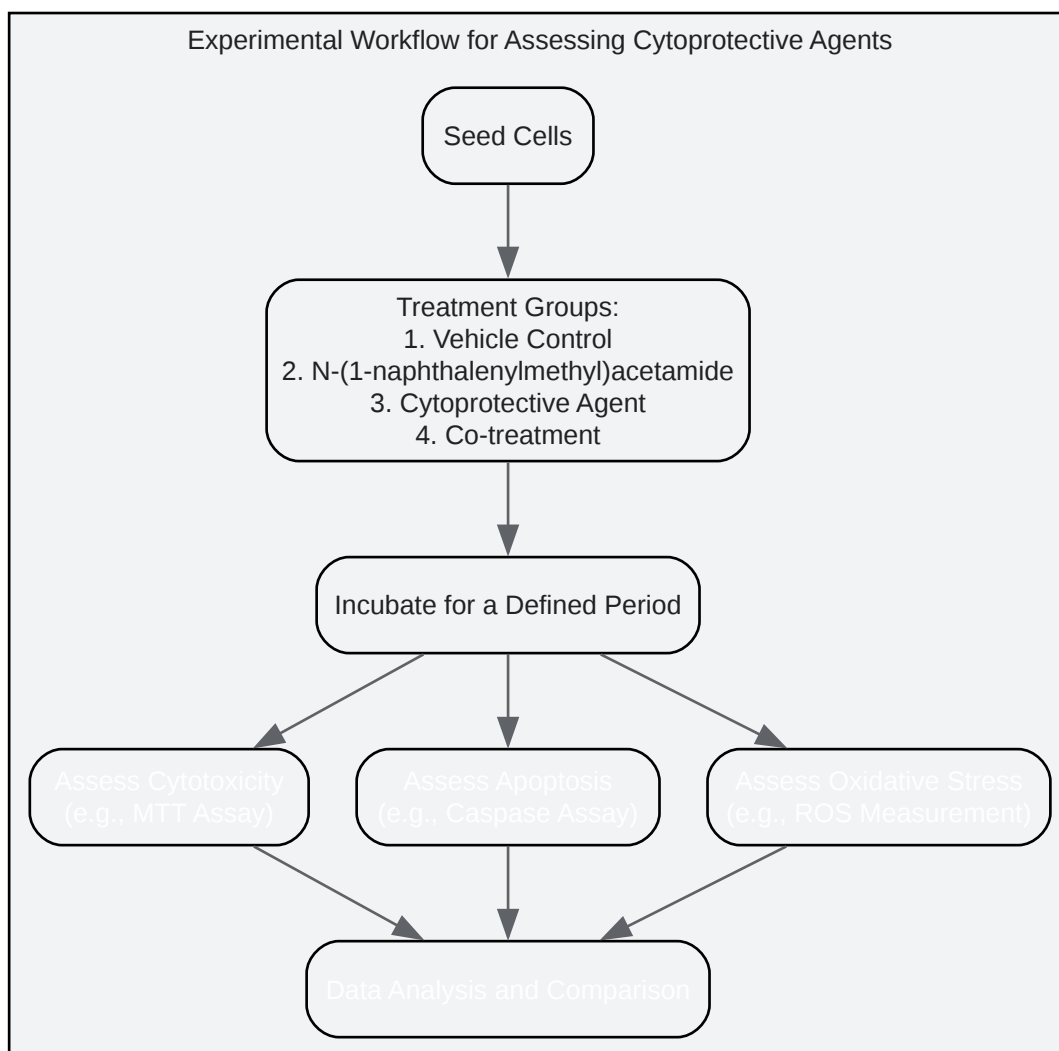 Experimental Workflow for Assessing Cytoprotective Agents
Seed Cells
Treatment Groups:
1. Vehicle Control
2. N-(1-naphthalenylmethyl)acetamide
3. Cytoprotective Agent
4. Co-treatment
Incubate for a Defined Period
Assess Cytotoxicity
(e.g., MTT Assay)
Assess Apoptosis
(e.g., Caspase Assay)
Assess Oxidative Stress
(e.g., ROS Measurement)
Data Analysis and Comparison